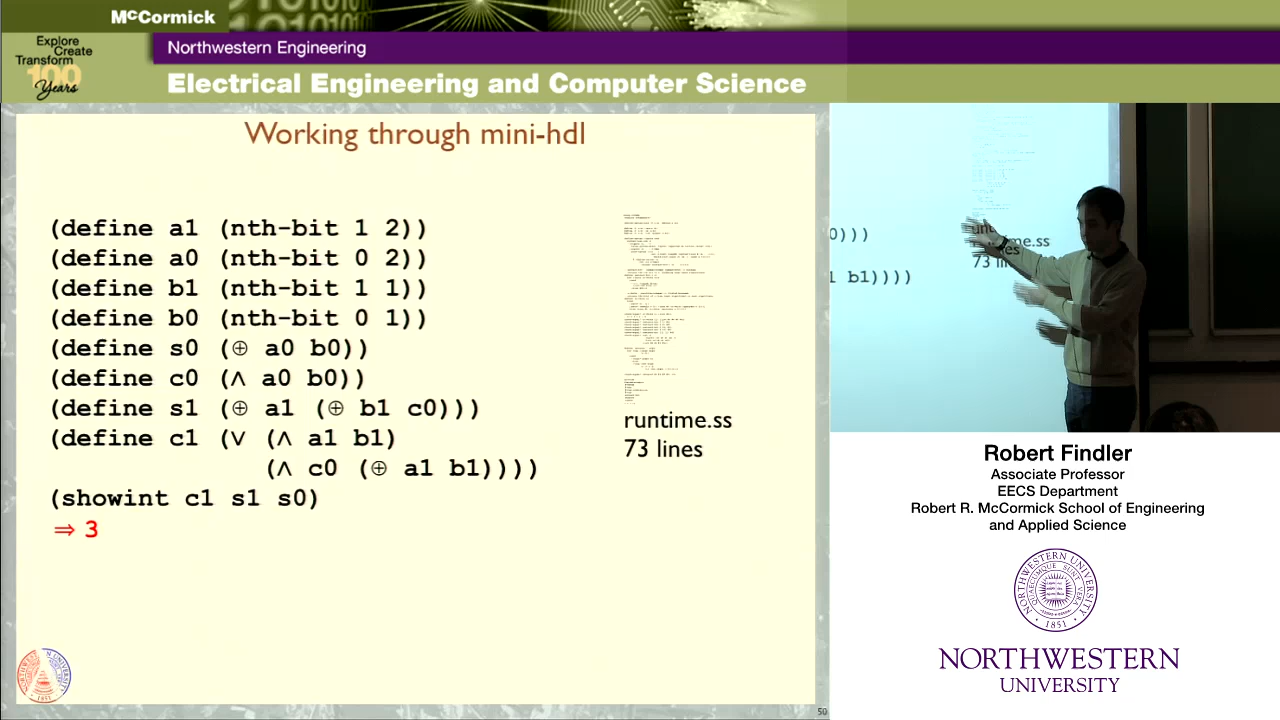 McCormick
Explore
Create
Transform
100
Years
Northwestern Engineering
Electrical Engineering and Computer Science
Working through mini-hdl
(define a1 (nth-bit 1 2))
(define a0 (nth-bit 0 2))
(define b1 (nth-bit 1 1))
(define b0 (nth-bit 0 1))
(define s0 (⊕ a0 b0))
(define c0 (∧ a0 b0))
(define s1 (⊕ a1 (⊕ b1 c0)))
(define c1 (∨ (∧ a1 b1)
(∧ c0 (⊕ a1 b1))))
(showint c1 s1 s0)
⇒ 3
runtime.ss
73 lines
0)))
1 b1))))
Robert Findler
Associate Professor
EECS Department
Robert R. McCormick School of Engineering
and Applied Science
1851
NORTHWESTERN
UNIVERSITY
50